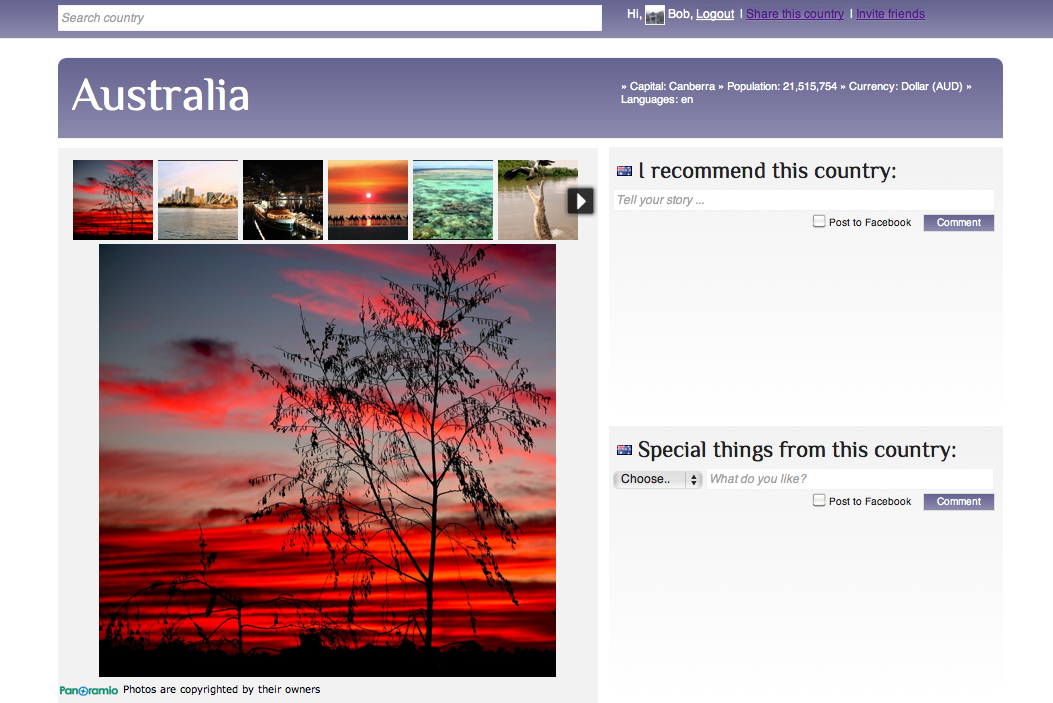 Search country
Hi, Bob, Logout | Share this country | Invite friends
Australia
» Capital: Canberra » Population: 21,515,754 » Currency: Dollar (AUD) »
Languages: en
I recommend this country:
Tell your story ...
Post to Facebook Comment
Special things from this country:
Choose.. What do you like?
Post to Facebook Comment
Panoramio Photos are copyrighted by their owners